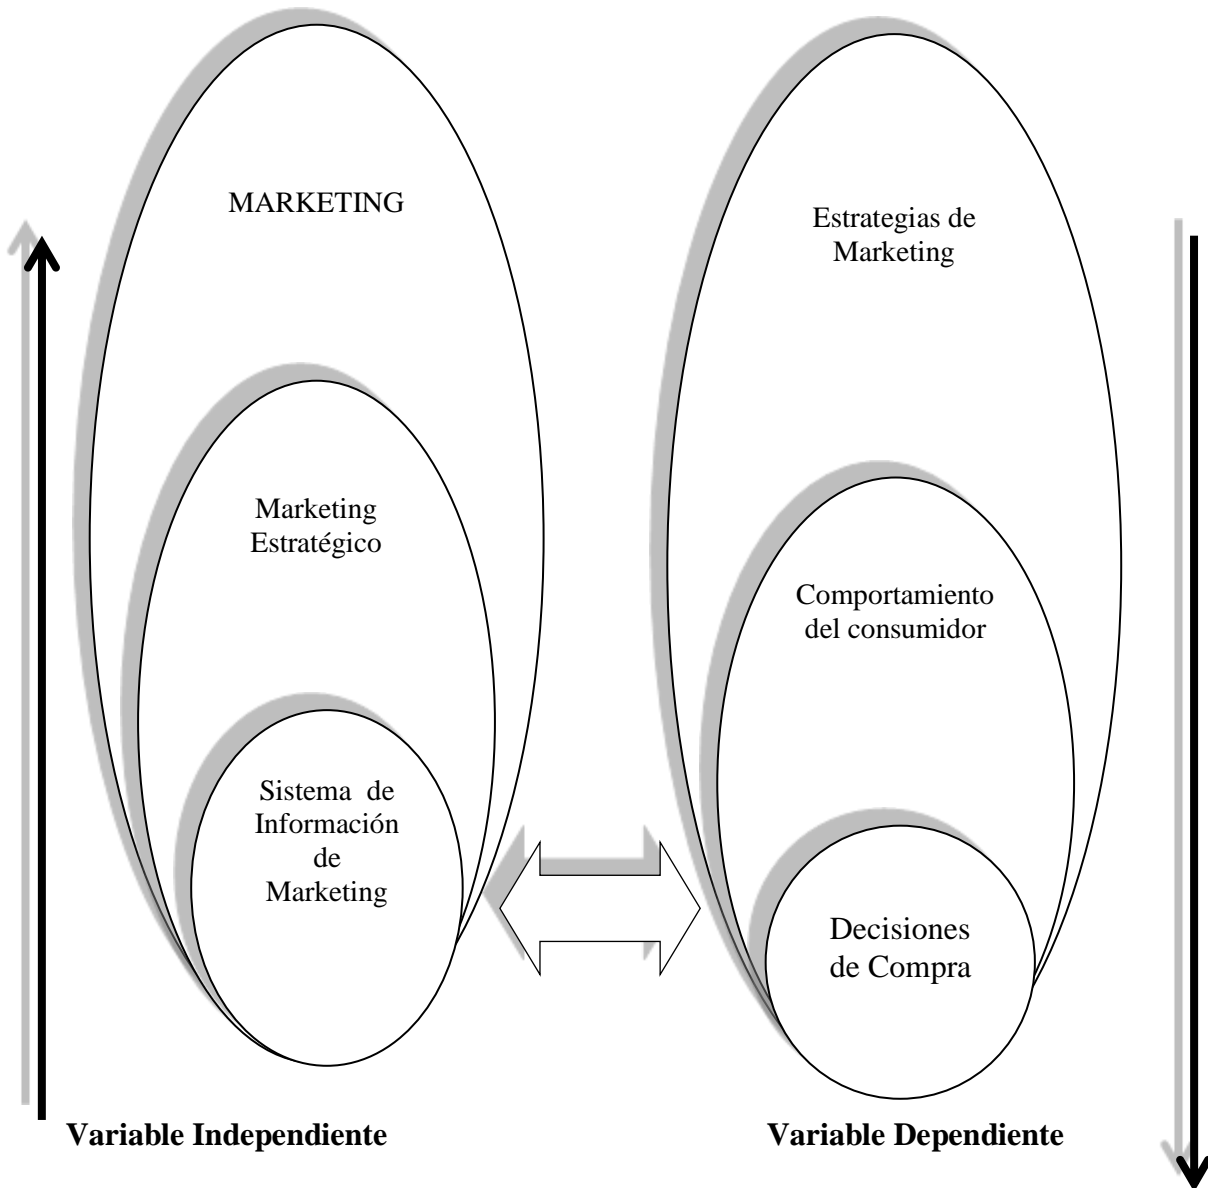 MARKETING
Marketing
Estratégico
Sistema de
Información
de
Marketing
Variable Independiente
Estrategias de
Marketing
Comportamiento
del consumidor
Decisiones
de Compra
Variable Dependiente